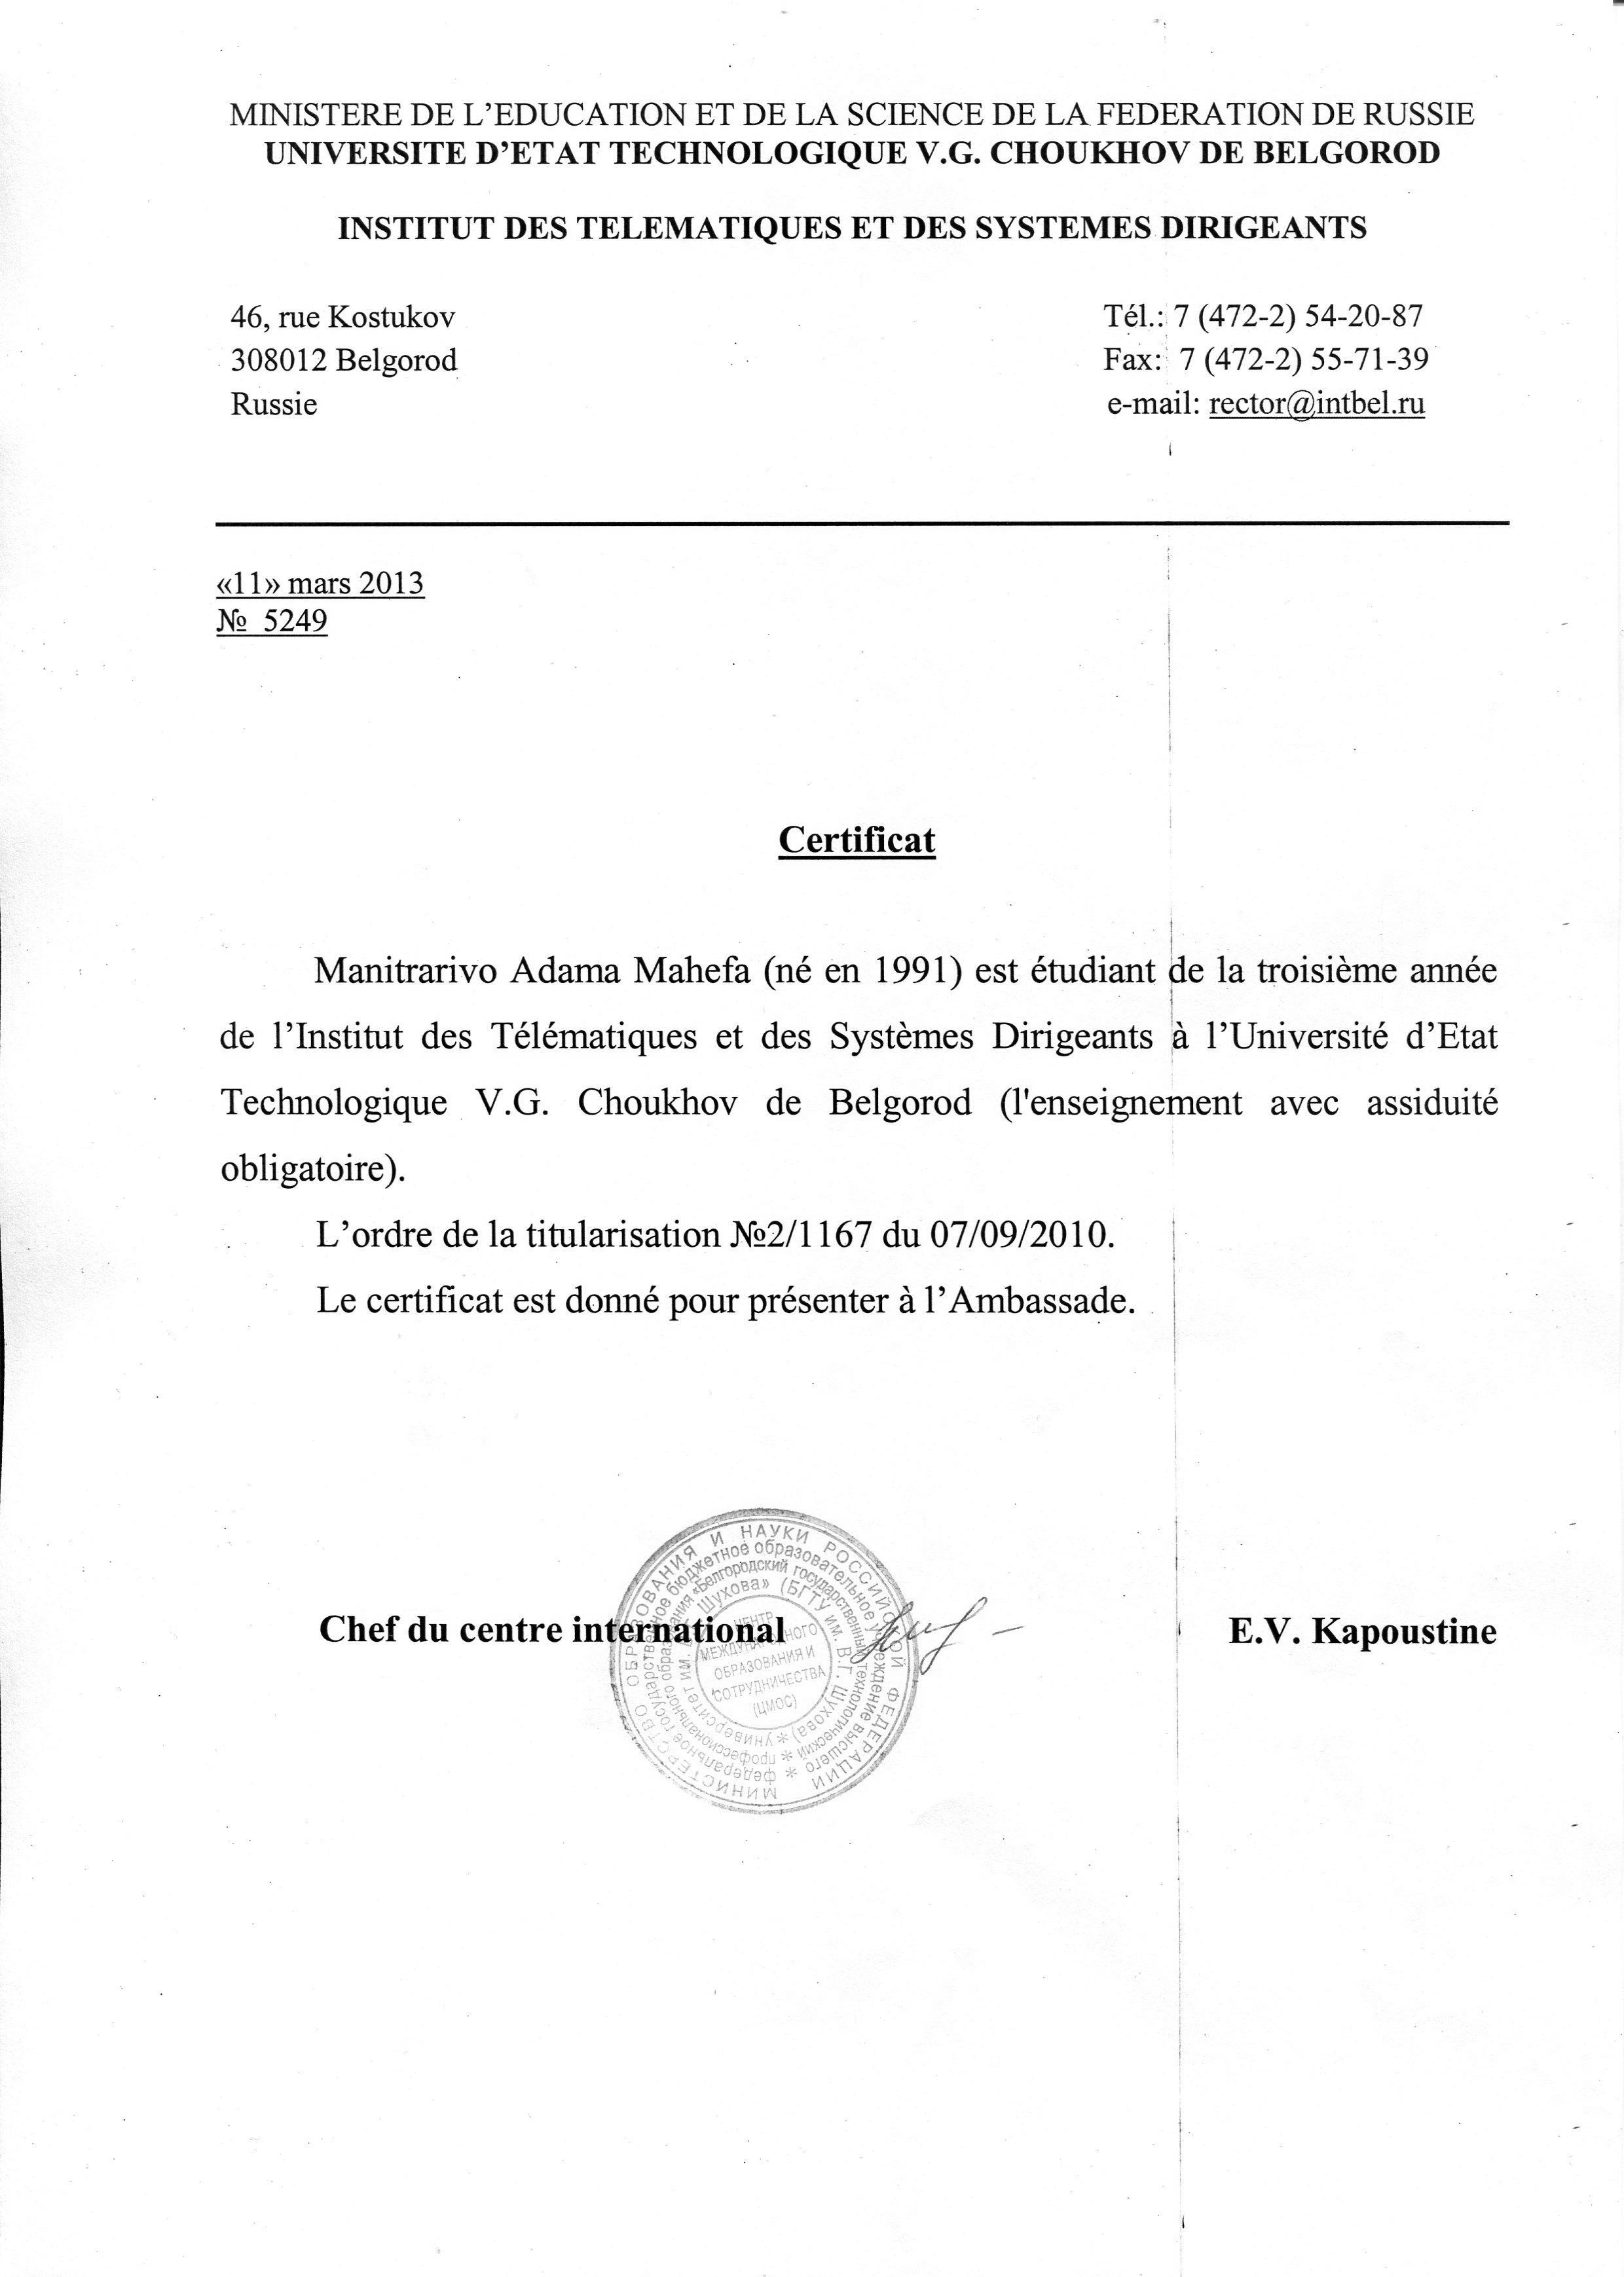 MINISTERE DE L’EDUCATION ET DE LA SCIENCE DE LA FEDERATION DE RUSSIE
UNIVERSITE D’ETAT TECHNOLOGIQUE V.G. CHOUKHOV DE BELGOROD
INSTITUT DES TELEMATIQUES ET DES SYSTEMES DIRIGEANTS
46, rue Kostukov
308012 Belgorod
Russie
Tél.: 7 (472-2) 54-20-87
Fax: 7 (472-2) 55-71-39
e-mail: rector@intbel.ru
«11» mars 2013
№ 5249
Certificat
Manitrarivo Adama Mahefa (né en 1991) est étudiant de la troisième année
de l’Institut des Télématiques et des Systèmes Dirigeants à l’Université d’Etat
Technologique V.G. Choukhov de Belgorod (l'enseignement avec assiduité
obligatoire).
L’ordre de la titularisation №2/1167 du 07/09/2010.
Le certificat est donné pour présenter à l’Ambassade.
Chef du centre international
E.V. Kapoustine
МИНИСТЕРСТВО ОБРАЗОВАНИЯ И НАУКИ РОССИЙСКОЙ ФЕДЕРАЦИИ
федеральное государственное бюджетное образовательное учреждение высшего
профессионального образования «Белгородский государственный технологический
университет им. В.Г. Шухова» (БГТУ им. В.Г. Шухова)
ЦЕНТР
МЕЖДУНАРОДНОГО
ОБРАЗОВАНИЯ И
СОТРУДНИЧЕСТВА
(ЦМОС)